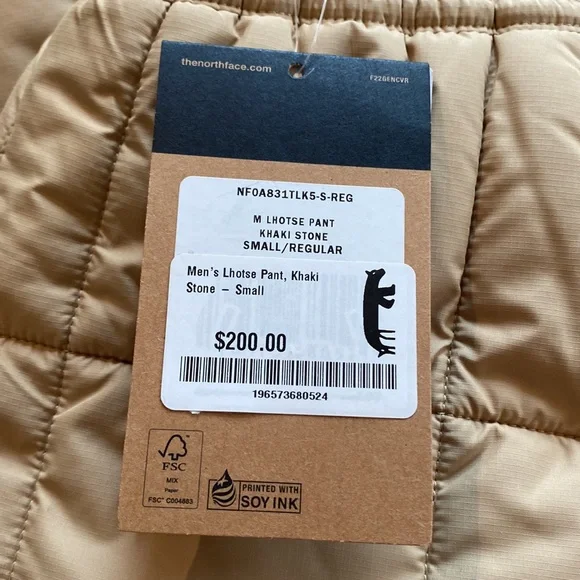 thenorthface.com
F22GENCVR
NF0A831TLK5-S-REG
M LHOTSE PANT
KHAKI STONE
SMALL/REGULAR
Men's Lhotse Pant, Khaki
Stone – Small
$200.00
196573680524
FSC
MIX
Paper
FSC® C004883
PRINTED WITH
SOY INK